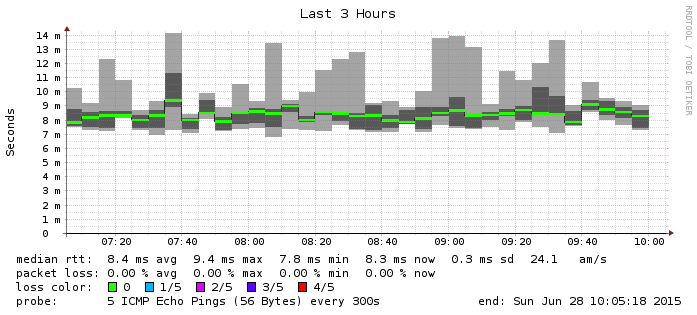 Last 3 Hours
RRDTOOL / TOBI OETIKER
Seconds
14 m
13 m
12 m
11 m
10 m
9 m
8 m
7 m
6 m
5 m
4 m
3 m
2 m
1 m
0
07:20 07:40 08:00 08:20 08:40 09:00 09:20 09:40 10:00
median rtt: 8.4 ms avg 9.4 ms max 7.8 ms min 8.3 ms now 0.3 ms sd 24.1 am/s
packet loss: 0.00 % avg 0.00 % max 0.00 % min 0.00 % now
loss color: 0 1/5 2/5 3/5 4/5
probe: 5 ICMP Echo Pings (56 Bytes) every 300s end: Sun Jun 28 10:05:18 2015